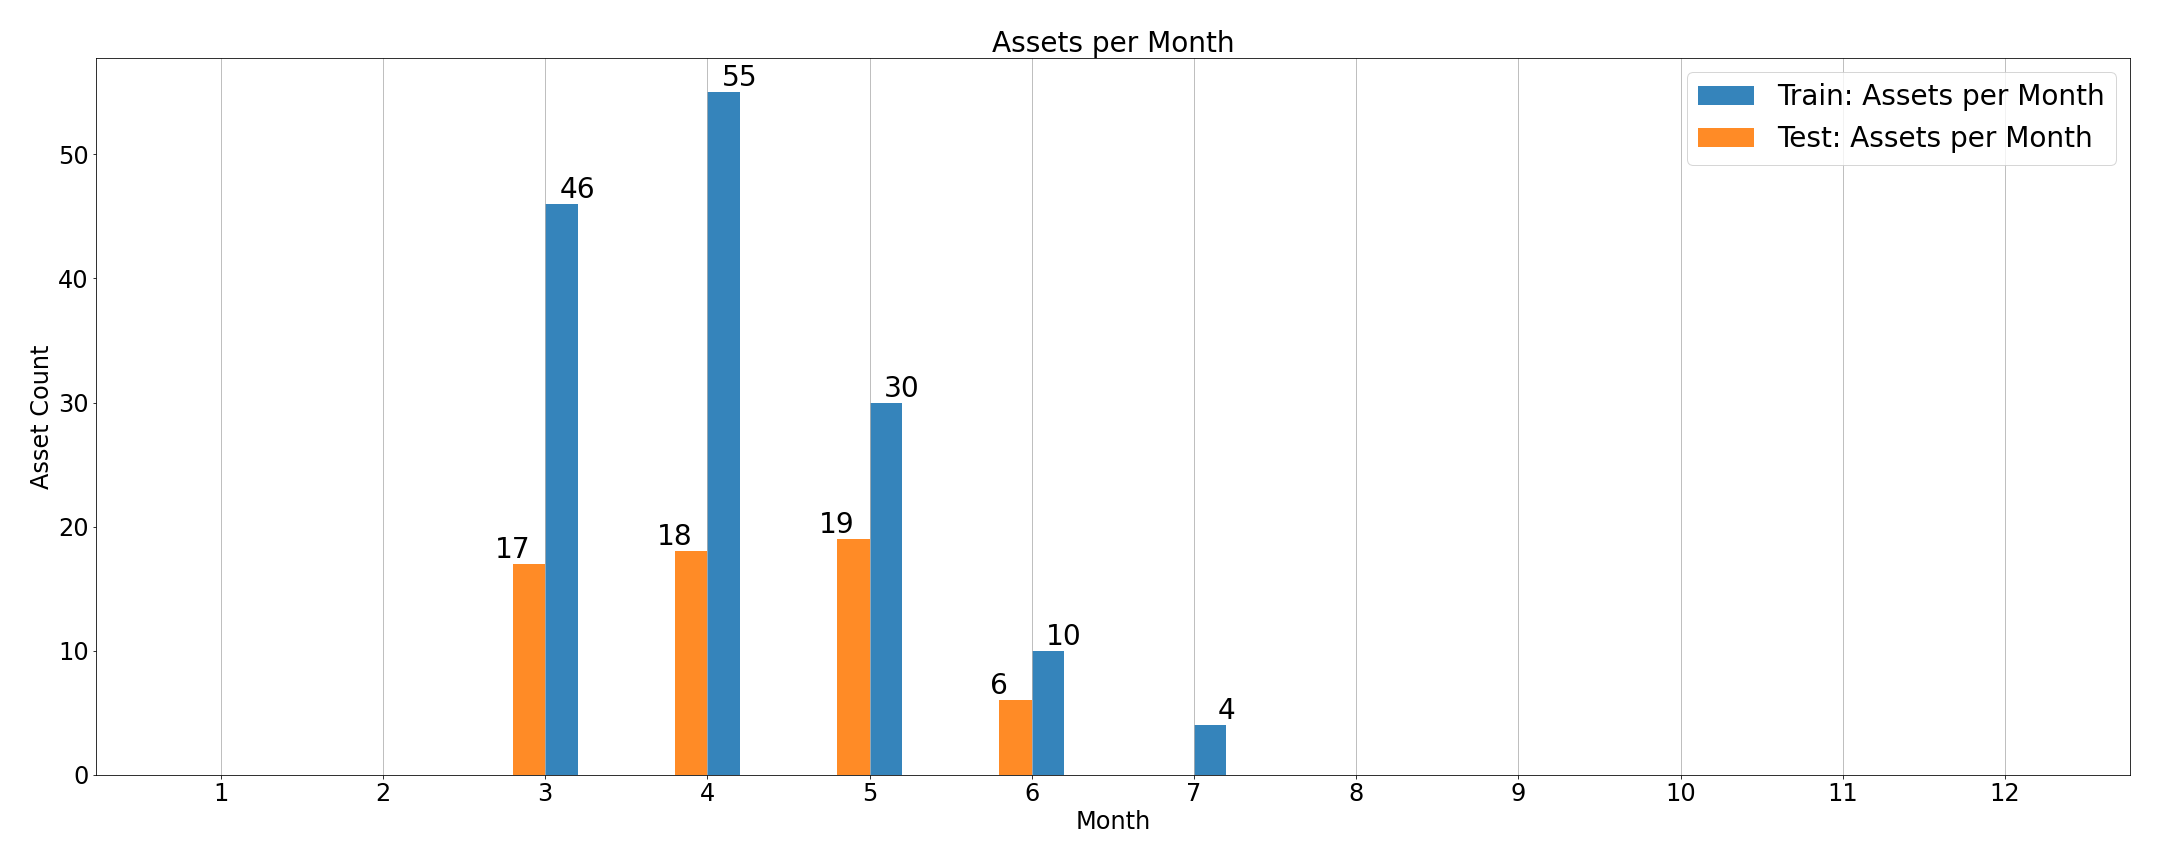 Assets per Month
Train: Assets per Month
Test: Assets per Month
Asset Count
50
40
30
20
10
0
17
46
18
55
19
30
6
10
4
1 2 3 4 5 6 7 8 9 10 11 12
Month